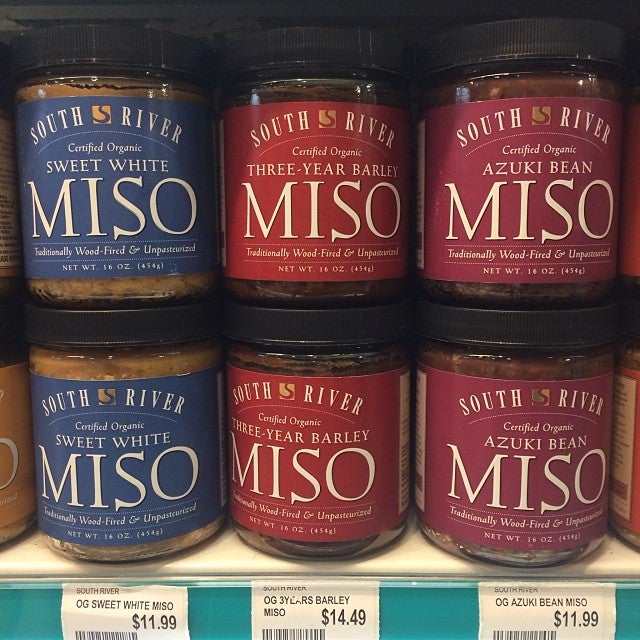 SOUTH RIVER
Certified Organic
SWEET WHITE
MISO
Traditionally Wood-Fired & Unpasteurized
NET WT. 16 OZ. (454g)
SOUTH RIVER
Certified Organic
THREE-YEAR BARLEY
MISO
Traditionally Wood-Fired & Unpasteurized
NET WT. 16 OZ. (454g)
SOUTH RIVER
Certified Organic
AZUKI BEAN
MISO
Traditionally Wood-Fired & Unpasteurized
NET WT. 16 OZ. (454g)
SOUTH RIVER
Certified Organic
SWEET WHITE
MISO
Traditionally Wood-Fired & Unpasteurized
NET WT. 16 OZ. (454g)
SOUTH RIVER
Certified Organic
THREE-YEAR BARLEY
MISO
Traditionally Wood-Fired & Unpasteurized
NET WT. 16 OZ. (454g)
SOUTH RIVER
Certified Organic
AZUKI BEAN
MISO
Traditionally Wood-Fired & Unpasteurized
NET WT. 16 OZ. (454g)
SOUTH RIVER
OG SWEET WHITE MISO
$11.99
SOUTH RIVER
OG 3YEARS BARLEY
MISO
$14.49
SOUTH RIVER
OG AZUKI BEAN MISO
$11.99